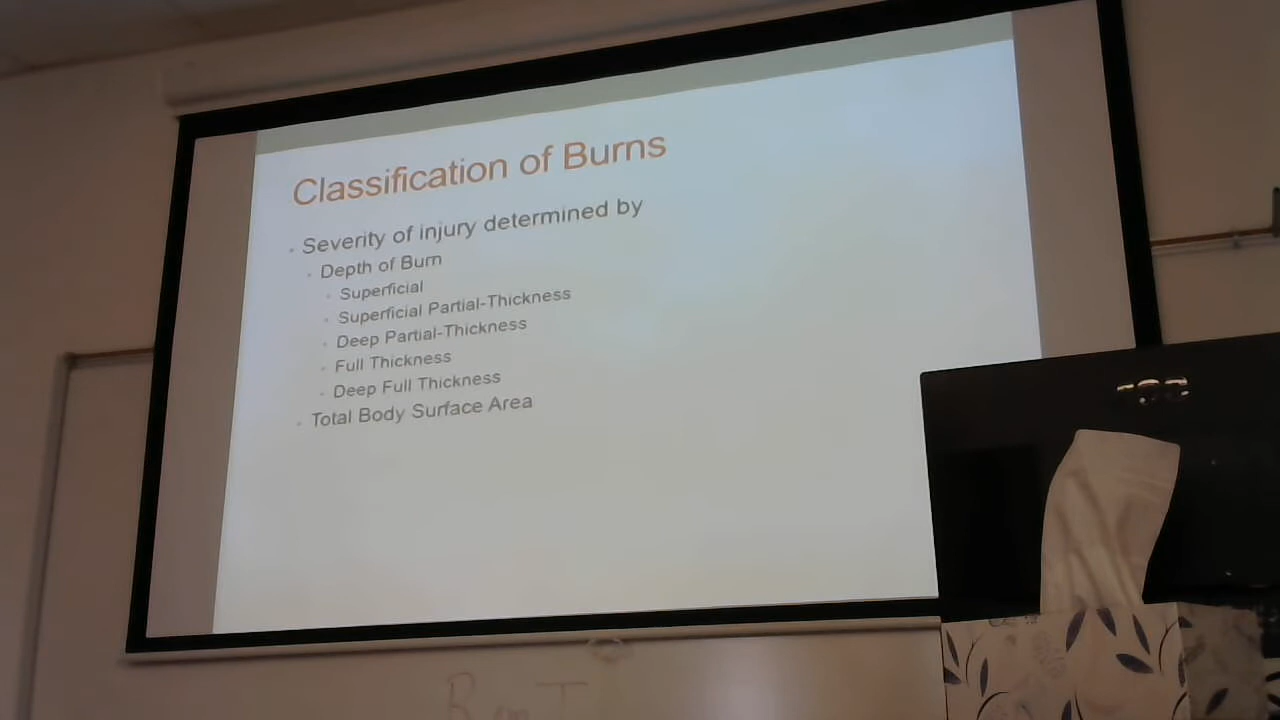 Classification of Burns
Severity of injury determined by
Depth of Burn
Superficial
Superficial Partial-Thickness
Deep Partial-Thickness
Full Thickness
Deep Full Thickness
Total Body Surface Area